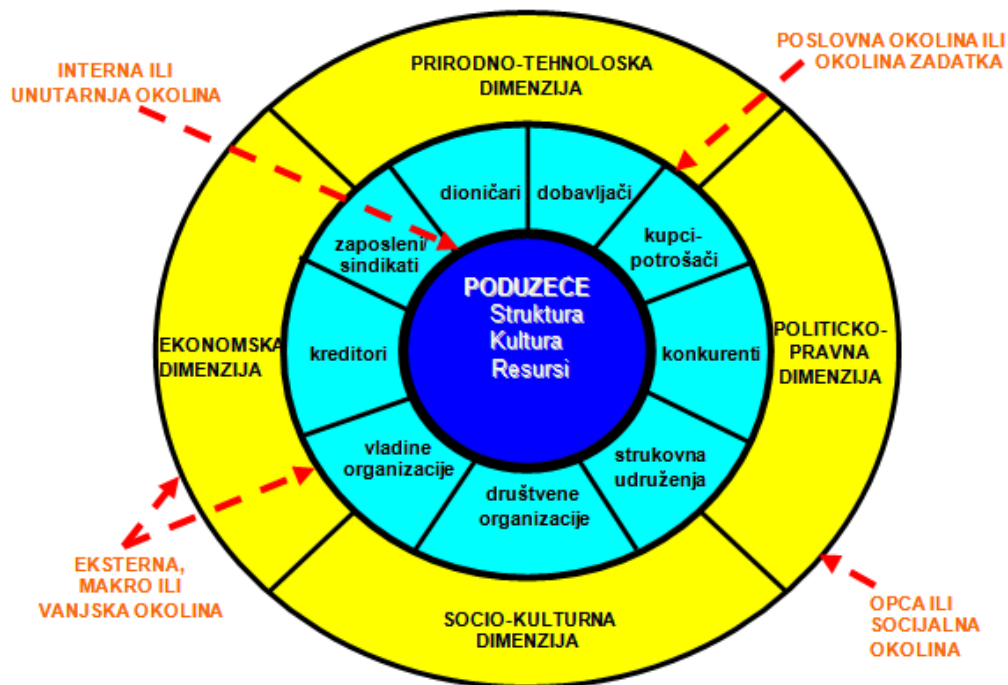 INTERNA ILI
UNUTARNJA OKOLINA
PRIRODNO-TEHNOLOSKA
DIMENZIJA
POSLOVNA OKOLINA ILI
OKOLINA ZADATKA
dioničari
dobavljači
zaposleni/
sindikati
kupci-
potrošači
PODUZEĆE
Struktura
Kultura
Resursi
EKONOMSKA
DIMENZIJA
kreditori
konkurenti
POLITICKO-
PRAVNA
DIMENZIJA
vladine
organizacije
društvene
organizacije
strukovna
udruženja
EKSTERNA,
MAKRO ILI
VANJSKA OKOLINA
SOCIO-KULTURNA
DIMENZIJA
OPCA ILI
SOCIJALNA
OKOLINA